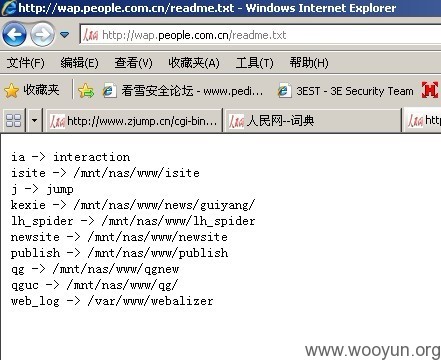 http://wap.people.com.cn/readme.txt - Windows Internet Explorer
http://wap.people.com.cn/readme.txt
文件(F) 编辑(E) 查看(V) 收藏夹(A) 工具(T) 帮助(H)
收藏夹 看雪安全论坛 - www.pedi... 3EST - 3E Security Team
http://www.zjump.cn/cgi-bin... 人民网--词典 htt
ia -> interaction
isite -> /mnt/nas/www/isite
j -> jump
kexie -> /mnt/nas/www/news/guiyang/
lh_spider -> /mnt/nas/www/lh_spider
newsite -> /mnt/nas/www/newsite
publish -> /mnt/nas/www/publish
qg -> /mnt/nas/www/qgnew
qguc -> /mnt/nas/www/qg/
web_log -> /var/www/webalizer
www.wooyun.org